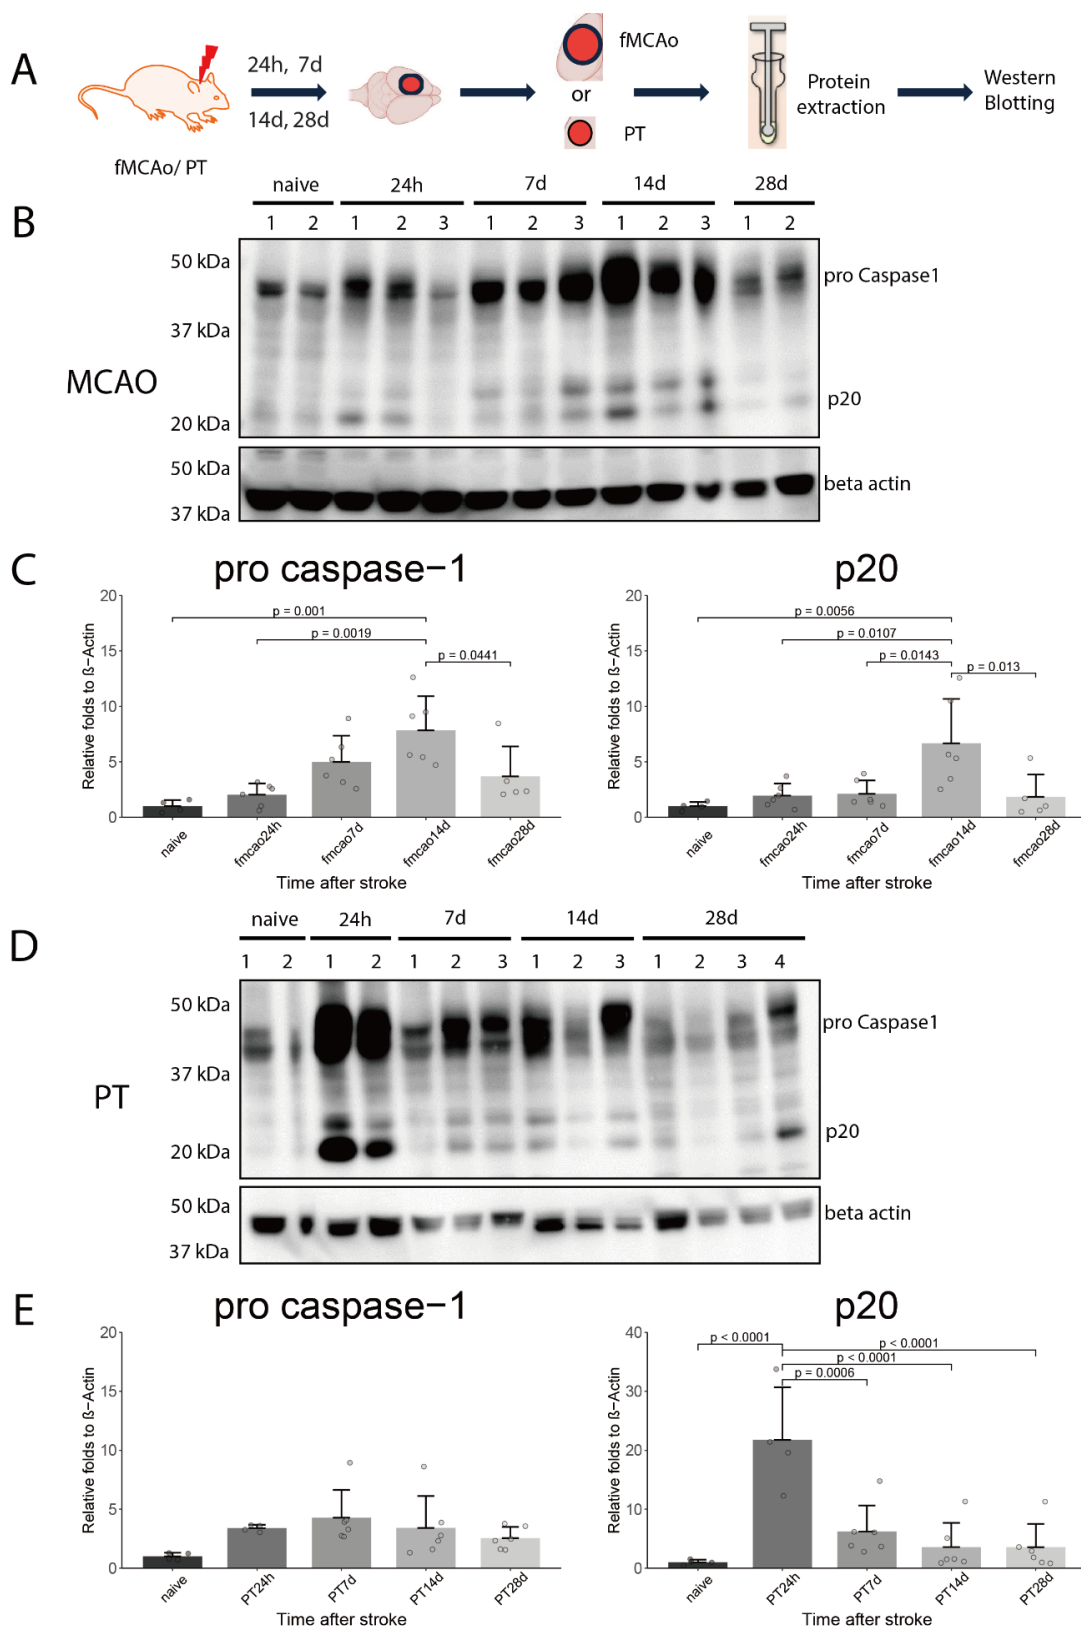 A
24h, 7d
14d, 28d
fMCAo/ PT
fMCAo
or
PT
Protein
extraction
Western
Blotting
B
naive 24h 7d 14d 28d
1 2 1 2 3 1 2 3 1 2 3 1 2
MCAO
50 kDa
37 kDa
20 kDa
pro Caspase1
p20
50 kDa
37 kDa
beta actin
C
pro caspase−1
Relative folds to ß−Actin
20
15
10
5
0
p = 0.001
p = 0.0019
p = 0.0441
naive
fmcao24h
fmcao7d
fmcao14d
fmcao28d
Time after stroke
p20
Relative folds to ß−Actin
20
15
10
5
0
p = 0.0056
p = 0.0107
p = 0.0143
p = 0.013
naive
fmcao24h
fmcao7d
fmcao14d
fmcao28d
Time after stroke
D
naive 24h 7d 14d 28d
1 2 1 2 1 2 3 1 2 3 1 2 3 4
PT
50 kDa
37 kDa
20 kDa
pro Caspase1
p20
50 kDa
37 kDa
beta actin
E
pro caspase−1
Relative folds to ß−Actin
20
15
10
5
0
naive
PT24h
PT7d
PT14d
PT28d
Time after stroke
p20
Relative folds to ß−Actin
40
30
20
10
0
p < 0.0001
p < 0.0001
p < 0.0001
p = 0.0006
naive
PT24h
PT7d
PT14d
PT28d
Time after stroke